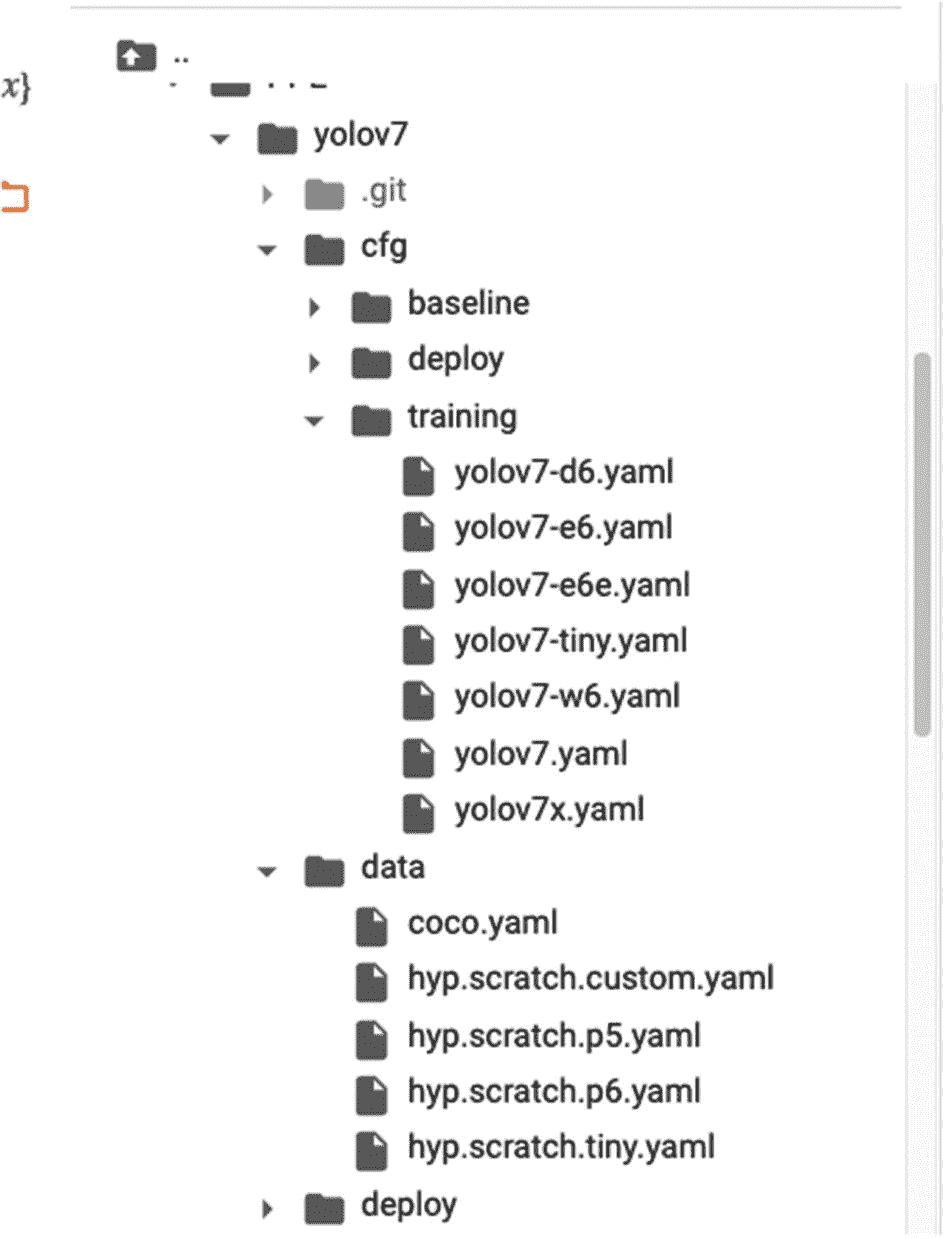 ..
x}
yolov7
.git
cfg
baseline
deploy
training
yolov7-d6.yaml
yolov7-e6.yaml
yolov7-e6e.yaml
yolov7-tiny.yaml
yolov7-w6.yaml
yolov7.yaml
yolov7x.yaml
data
coco.yaml
hyp.scratch.custom.yaml
hyp.scratch.p5.yaml
hyp.scratch.p6.yaml
hyp.scratch.tiny.yaml
deploy